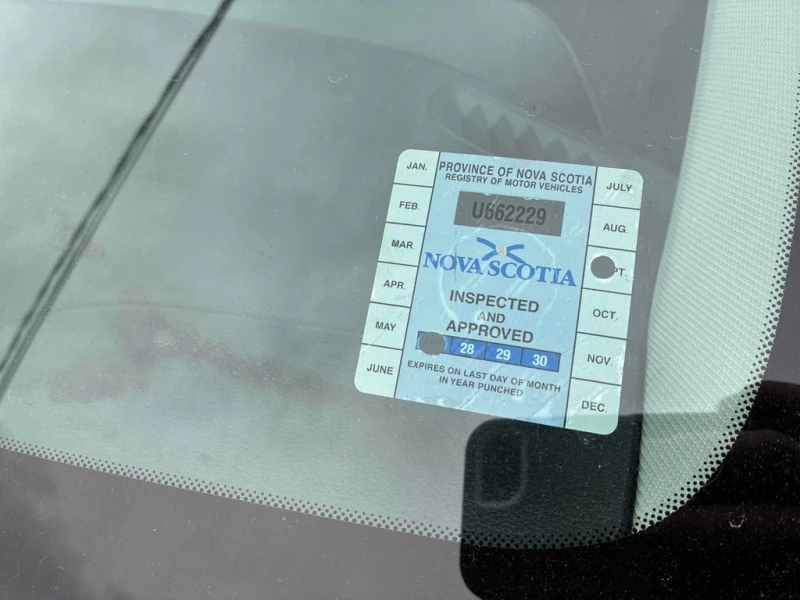 PROVINCE OF NOVA SCOTIA
REGISTRY OF MOTOR VEHICLES
U662229
NOVA SCOTIA
INSPECTED
AND
APPROVED
28 29 30
EXPIRES ON LAST DAY OF MONTH
IN YEAR PUNCHED
JAN.
FEB.
MAR.
APR.
MAY
JUNE
JULY
AUG.
PT.
OCT.
NOV.
DEC.